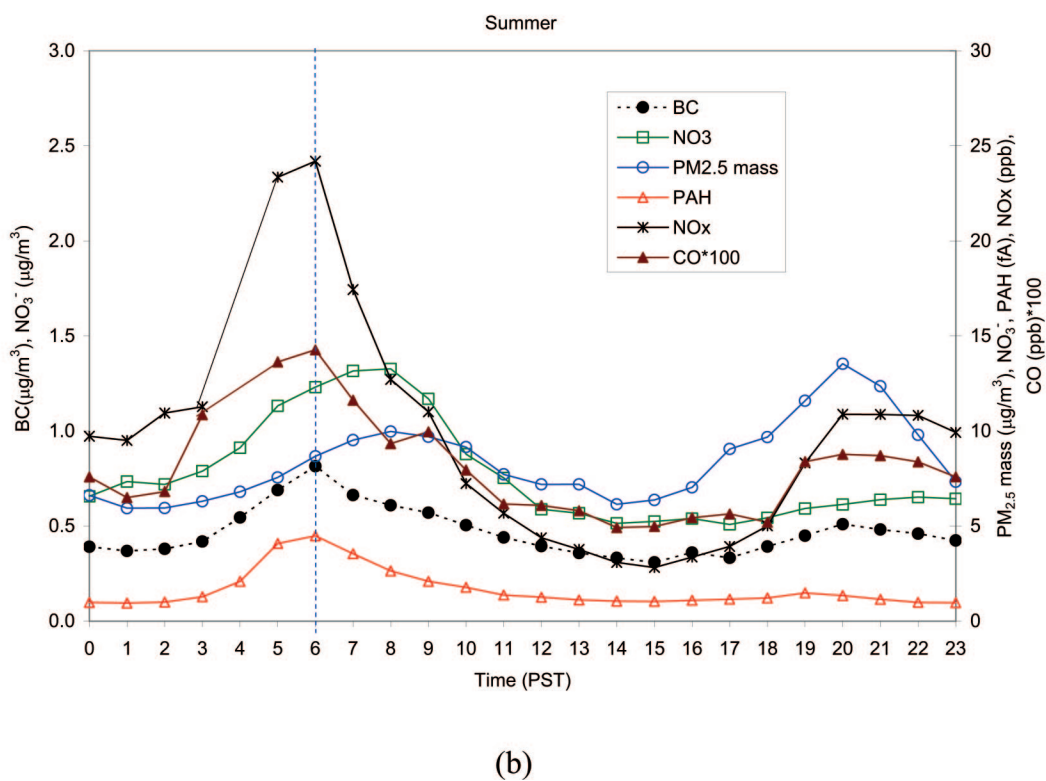 Summer
3.0
2.5
2.0
1.5
1.0
0.5
0.0
BC(μg/m³), NO₃⁻ (μg/m³)
30
25
20
15
10
5
0
PM₂.₅ mass (μg/m³), NO₃⁻, PAH (fA), NOx (ppb),
CO (ppb)*100
BC
NO3
PM2.5 mass
PAH
NOx
CO*100
0 1 2 3 4 5 6 7 8 9 10 11 12 13 14 15 16 17 18 19 20 21 22 23
Time (PST)
(b)